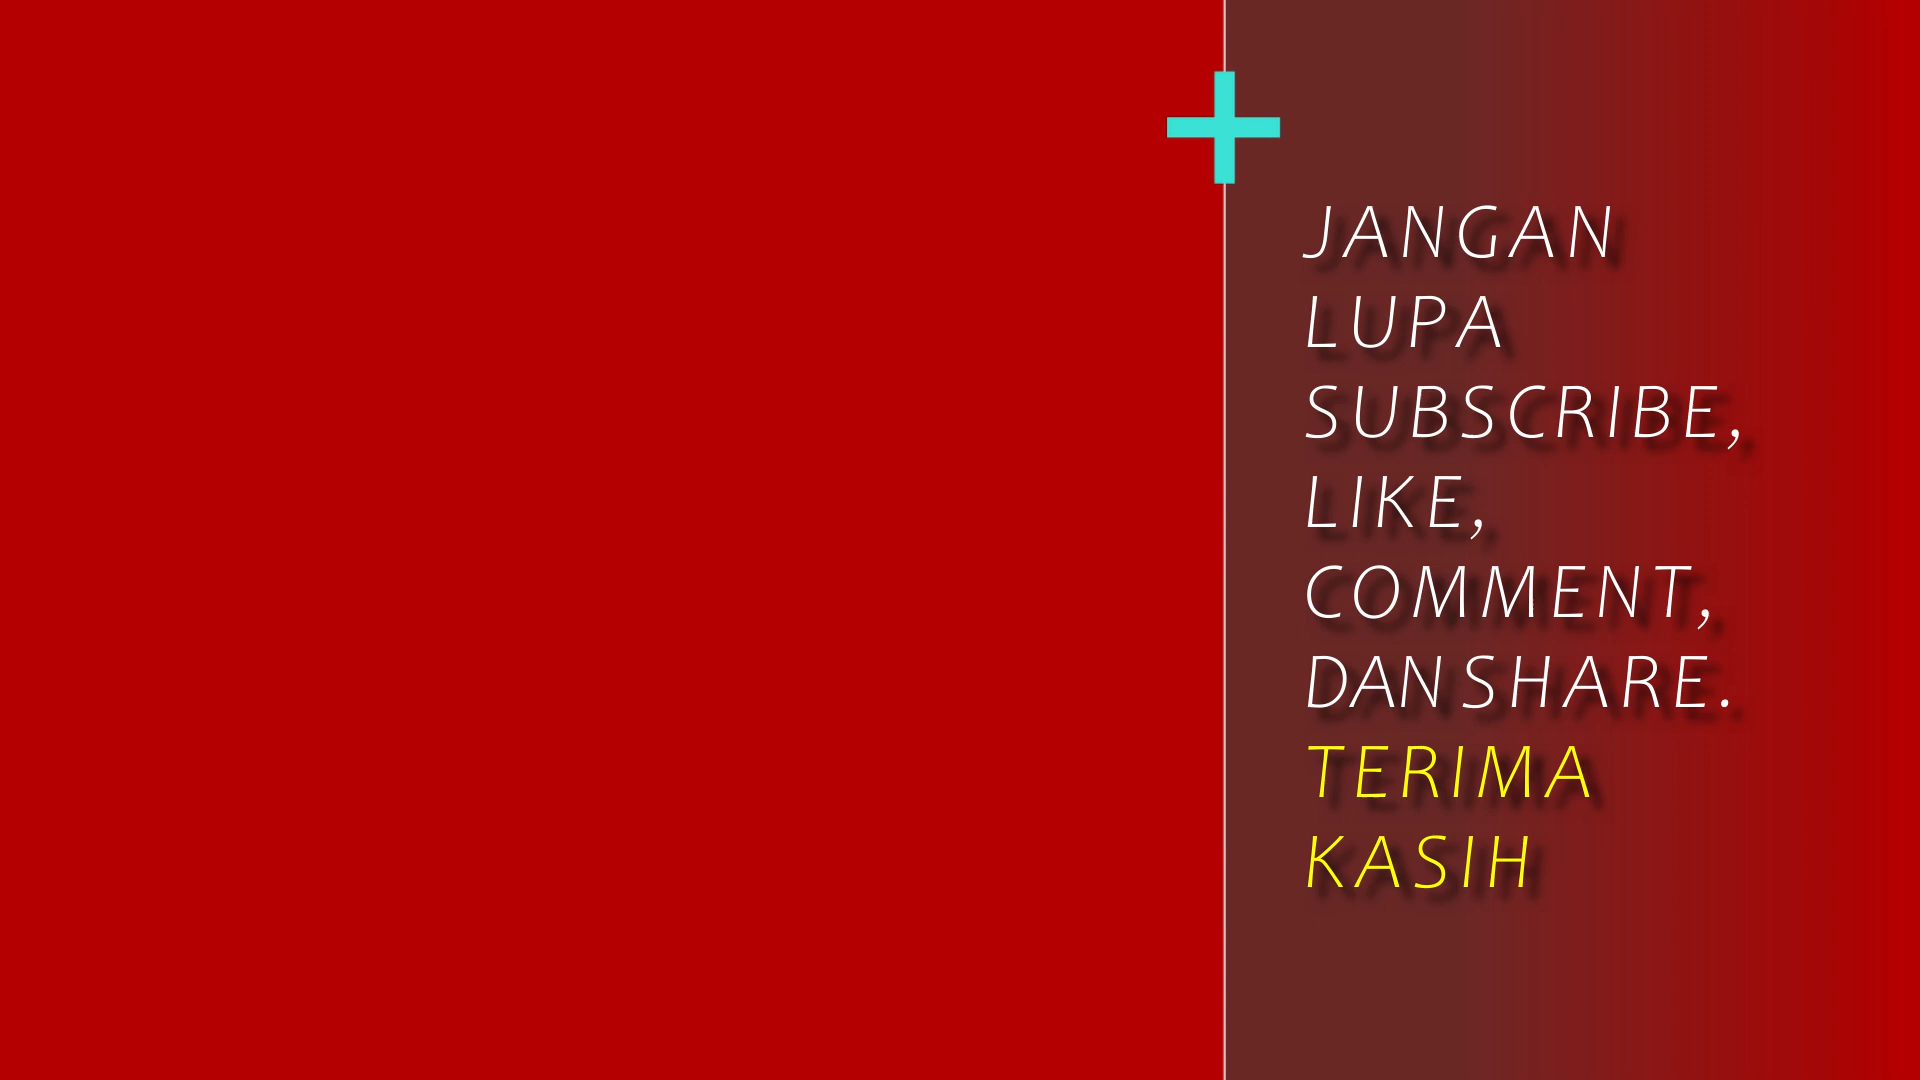 JANGAN
LUPA
SUBSCRIBE,
LIKE,
COMMENT,
DAN SHARE.
TERIMA
KASIH